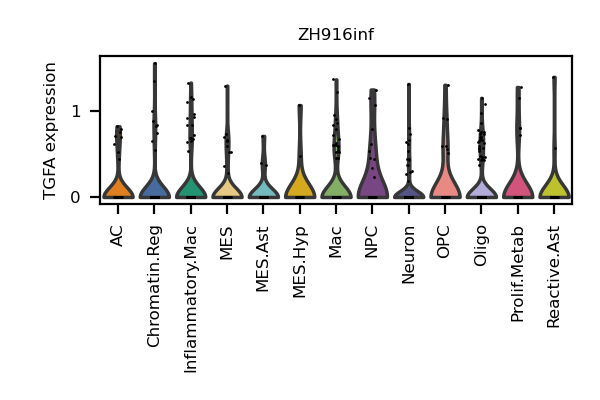 ZH916inf
TGFA expression
1
0
AC
Chromatin.Reg
Inflammatory.Mac
MES
MES.Ast
MES.Hyp
Mac
NPC
Neuron
OPC
Oligo
Prolif.Metab
Reactive.Ast